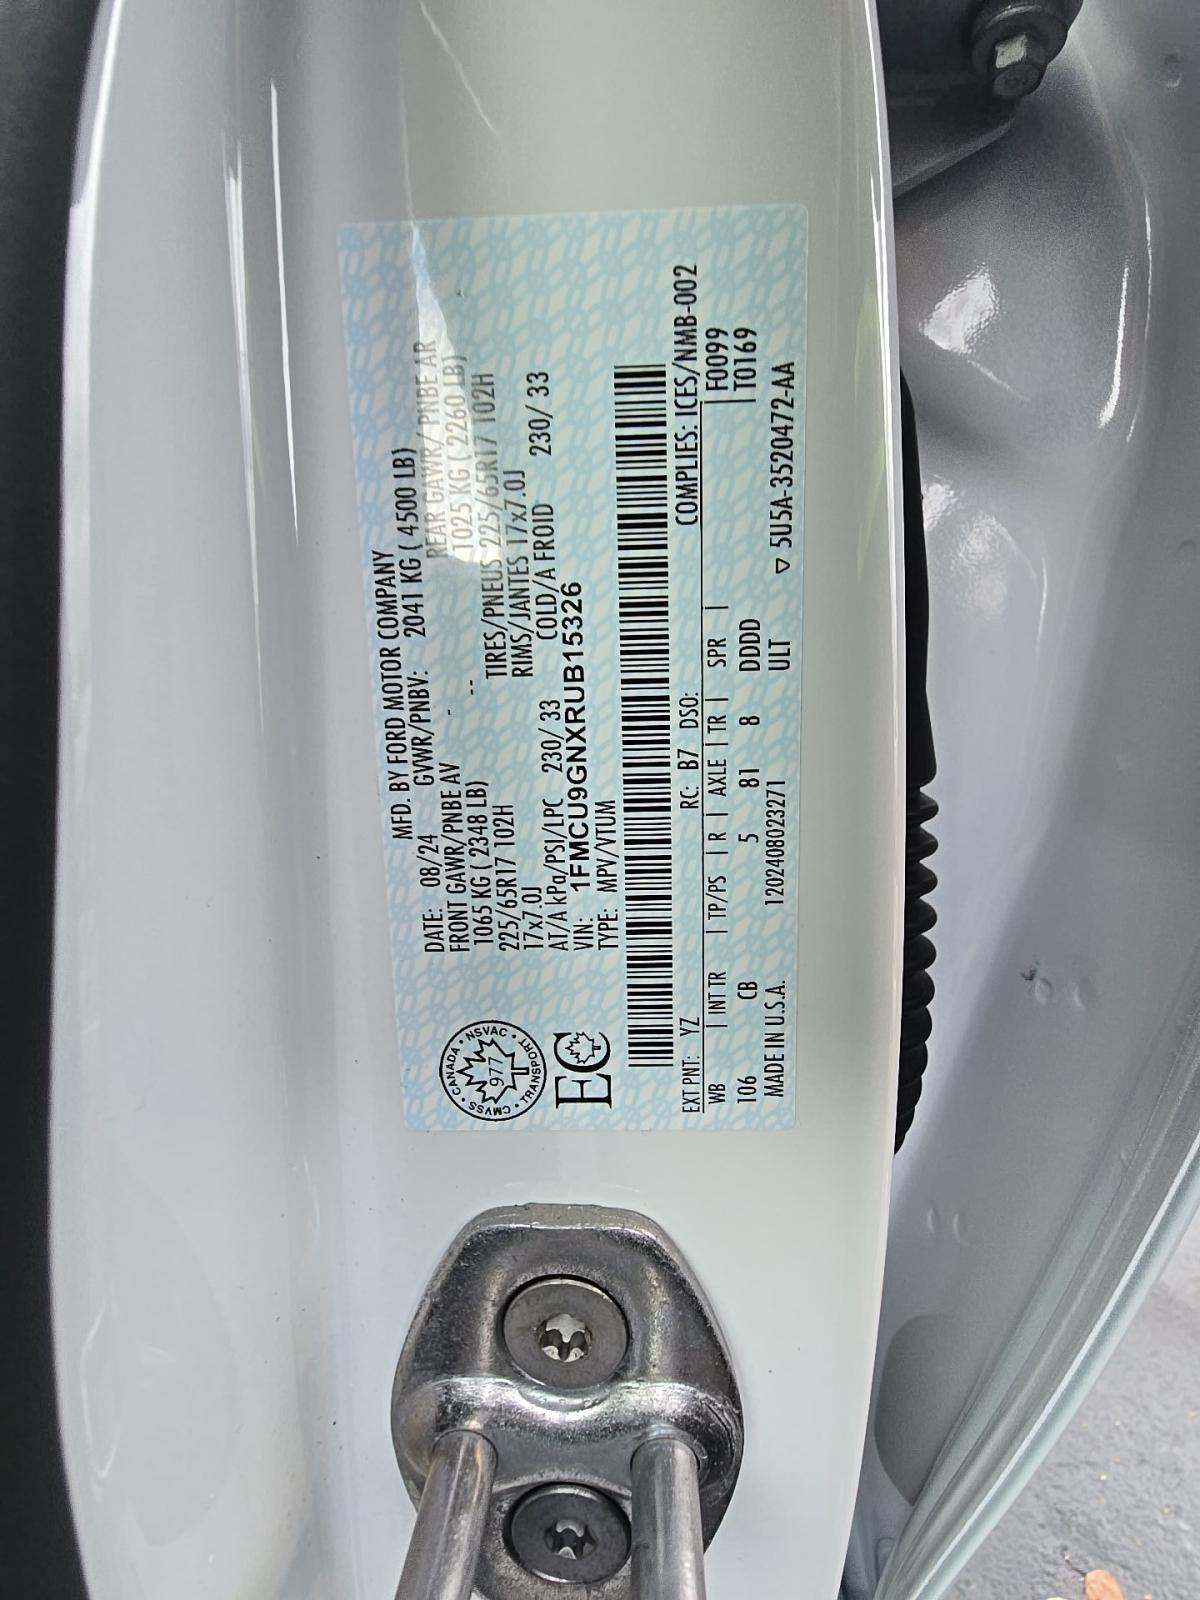 MFD. BY FORD MOTOR COMPANY
DATE: 08/24 GVWR/PNBV: 2041 KG ( 4500 LB)
FRONT GAWR/PNBE AV - REAR GAWR/ PNBE AR
1065 KG ( 2348 LB) -- 1025 KG ( 2260 LB)
225/65R17 102H TIRES/PNEUS 225/65R17 102H
17x7.0J RIMS/JANTES 17x7.0J
AT/A kPa/PSI/LPC 230/ 33 COLD/A FROID 230/ 33
VIN: 1FMCU9GNXRUB15326
TYPE: MPV/VTUM
CANADA • NSVAC • TRANSPORT • CMVSS •
977
EC
COMPLIES: ICES/NMB-002
EXT PNT: YZ RC: B7 DSO:
WB | INT TR | TP/PS | R | AXLE | TR | SPR | F0099
106 CB 5 81 8 DDDD | T0169
MADE IN U.S.A. 120240802 3271 ULT ▽ 5U5A-3520472-AA